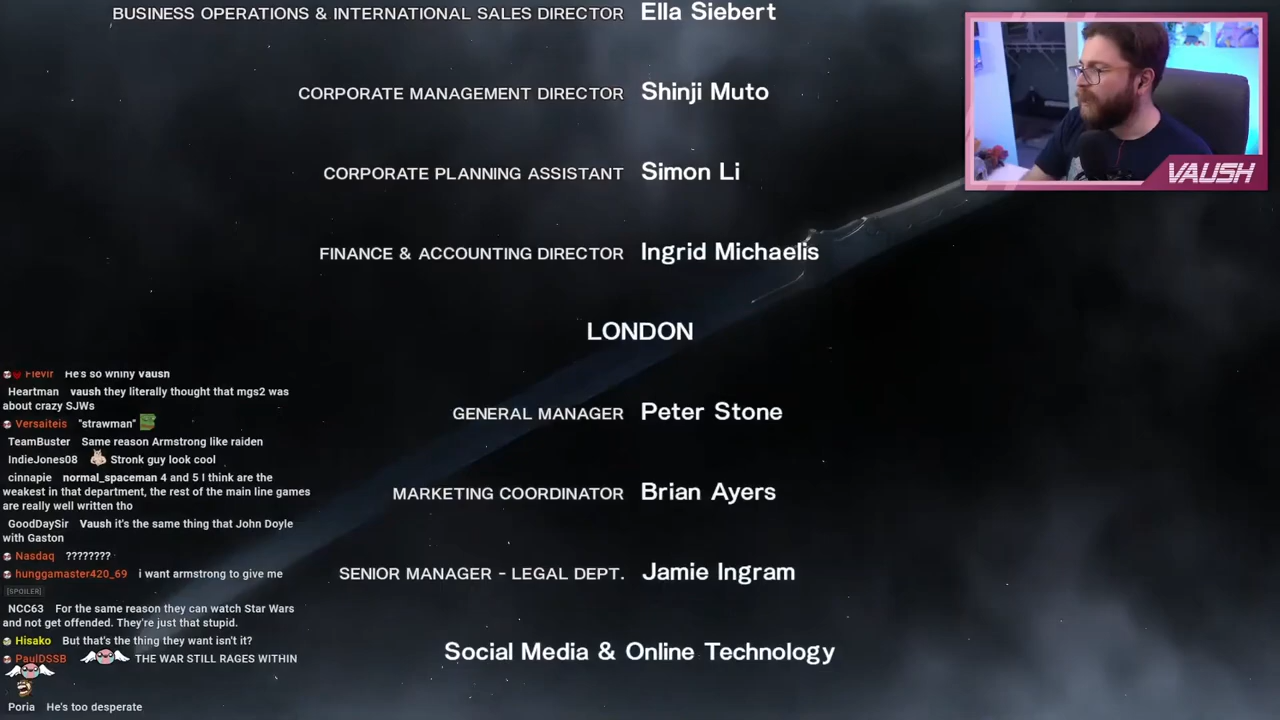 BUSINESS OPERATIONS & INTERNATIONAL SALES DIRECTOR Ella Siebert
CORPORATE MANAGEMENT DIRECTOR Shinji Muto
CORPORATE PLANNING ASSISTANT Simon Li
FINANCE & ACCOUNTING DIRECTOR Ingrid Michaelis
LONDON
GENERAL MANAGER Peter Stone
MARKETING COORDINATOR Brian Ayers
SENIOR MANAGER - LEGAL DEPT. Jamie Ingram
Social Media & Online Technology
VAUSH
Flevir He's so whiny Vaush
Heartman vaush they literally thought that mgs2 was
about crazy SJWs
Versaiteis "strawman"
TeamBuster Same reason Armstrong like raiden
IndieJones08 Stronk guy look cool
cinnapie normal_spaceman 4 and 5 I think are the
weakest in that department, the rest of the main line games
are really well written tho
GoodDaySir Vaush it's the same thing that John Doyle
with Gaston
Nasdaq ????????
hunggamaster420_69 i want armstrong to give me
[SPOILER]
NCC63 For the same reason they can watch Star Wars
and not get offended. They're just that stupid.
Hisako But that's the thing they want isn't it?
PaulDSSB THE WAR STILL RAGES WITHIN
Poria He's too desperate